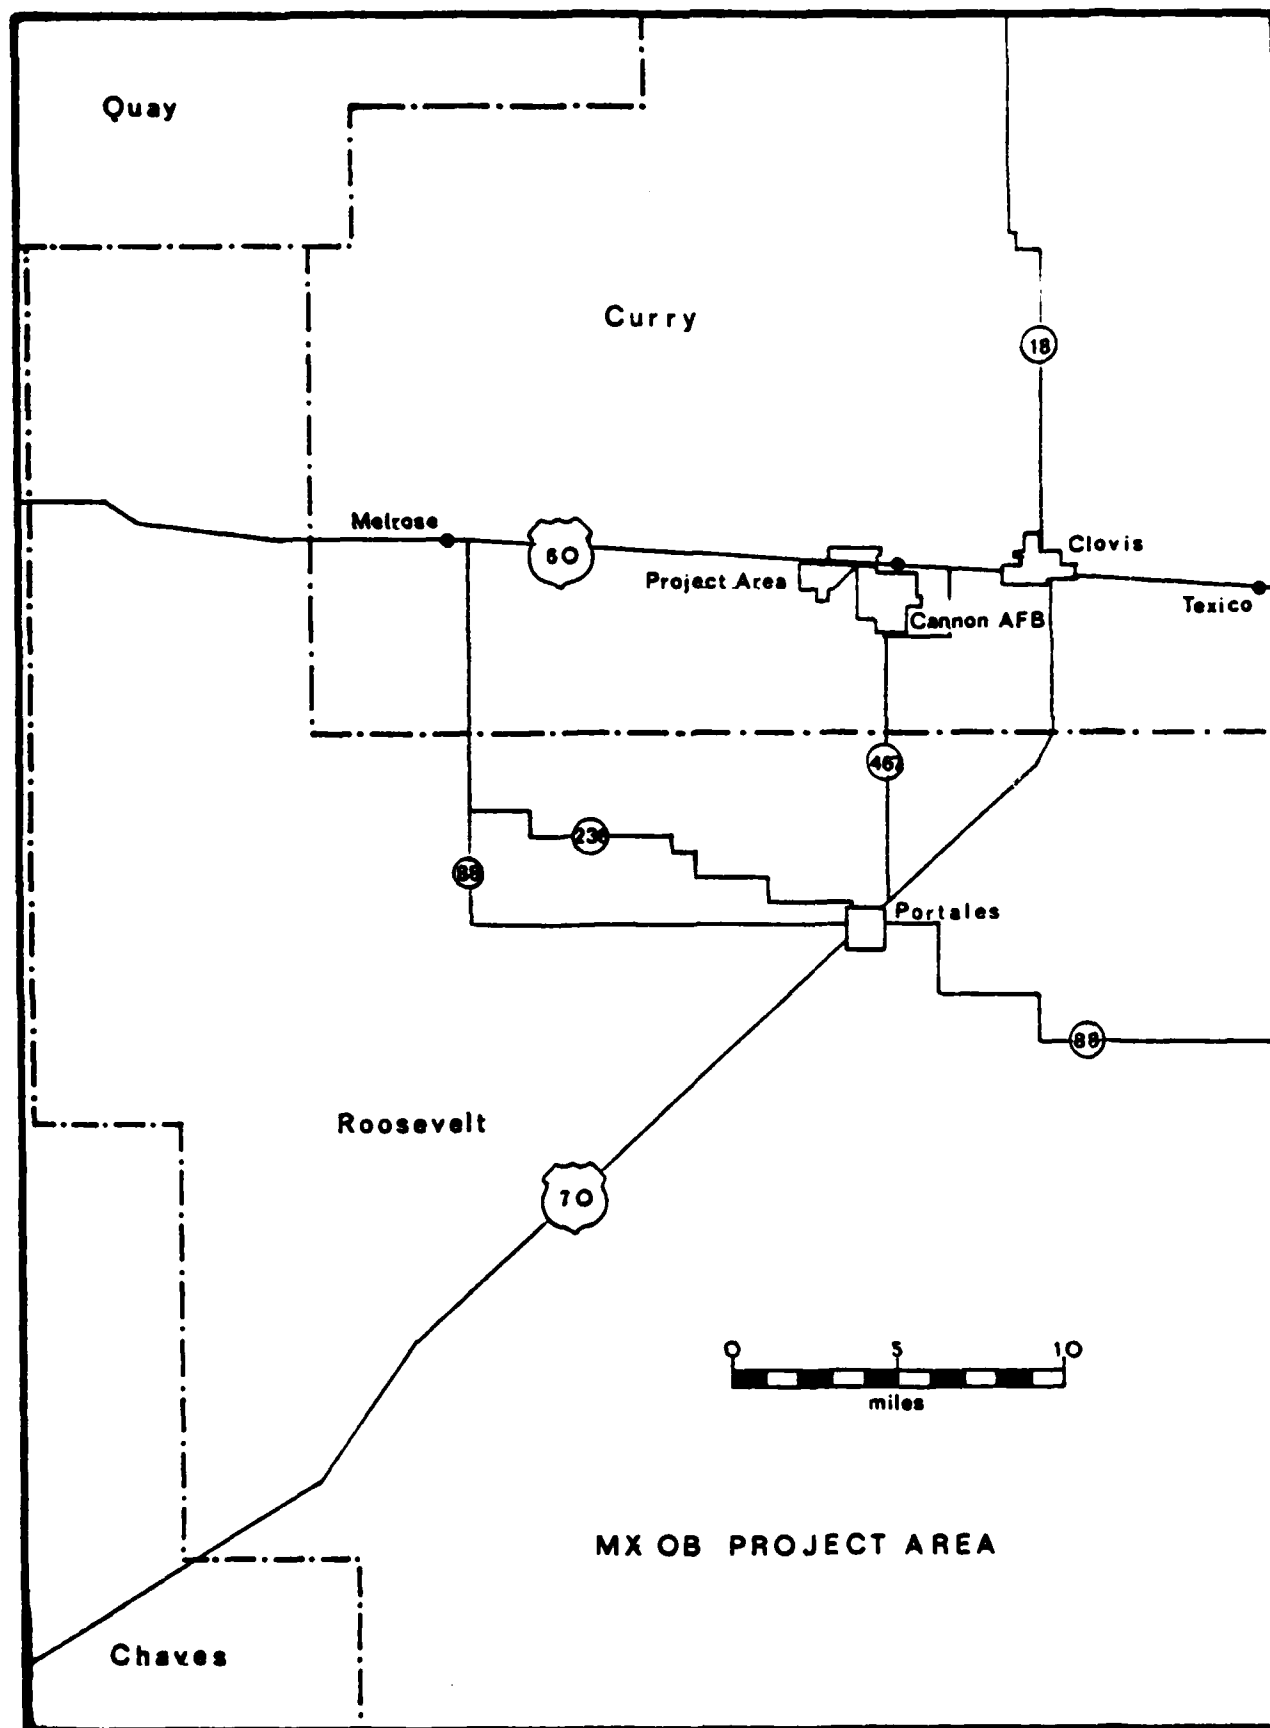 Quay
Curry
18
Melrose
60
Clovis
Project Area
Texico
Cannon AFB
467
236
88
Portales
88
Roosevelt
70
0 5 10
miles
MX OB PROJECT AREA
Chaves